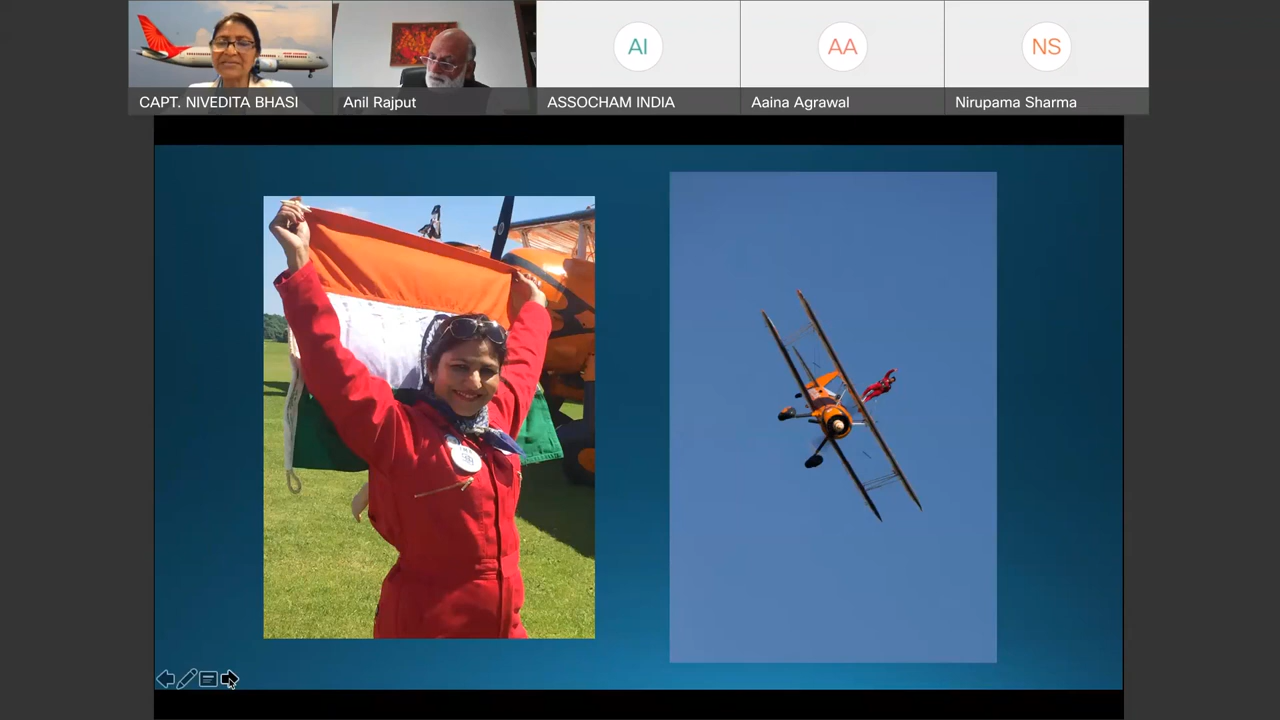 CAPT. NIVEDITA BHASI
Anil Rajput
AI
ASSOCHAM INDIA
AA
Aaina Agrawal
NS
Nirupama Sharma